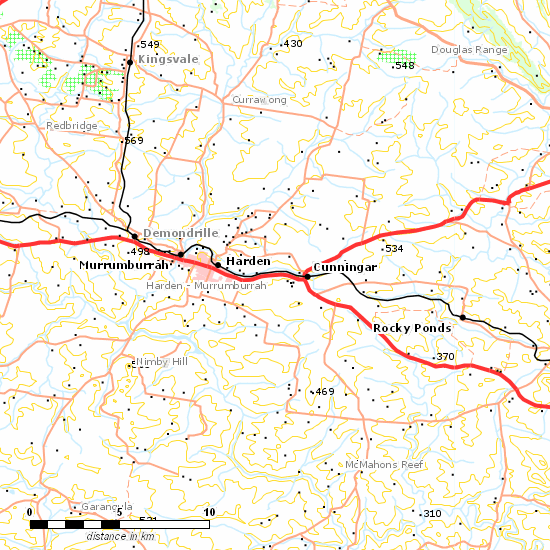 .549
.430
Kingsvale
Douglas Range
.548
Currawong
Redbridge
.569
Demondrille
.534
.498
Murrumburrah
Harden
Cunningar
Harden - Murrumburrah
Rocky Ponds
.370
Nimby Hill
.469
McMahons Reef
Garangula
.310
0 5 10
distance in km